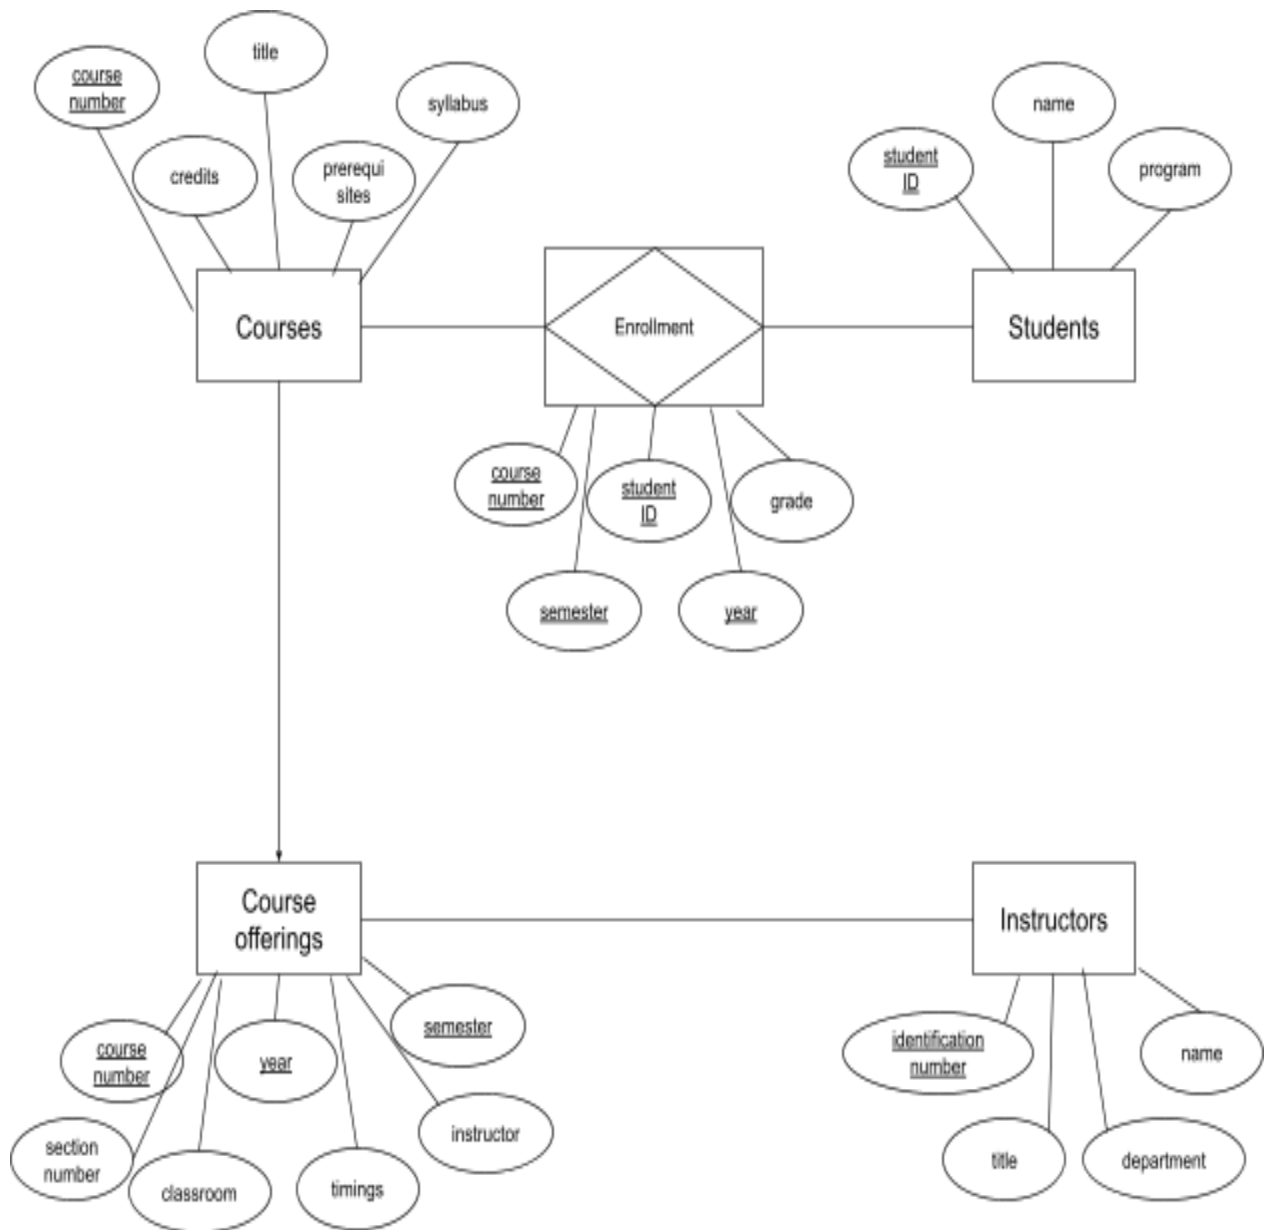 title
course
number
syllabus
name
credits
prerequi
sites
student
ID
program
Courses
Enrollment
Students
course
number
student
ID
grade
semester
year
Course
offerings
Instructors
semester
course
number
year
identification
number
name
instructor
section
number
classroom
timings
title
department